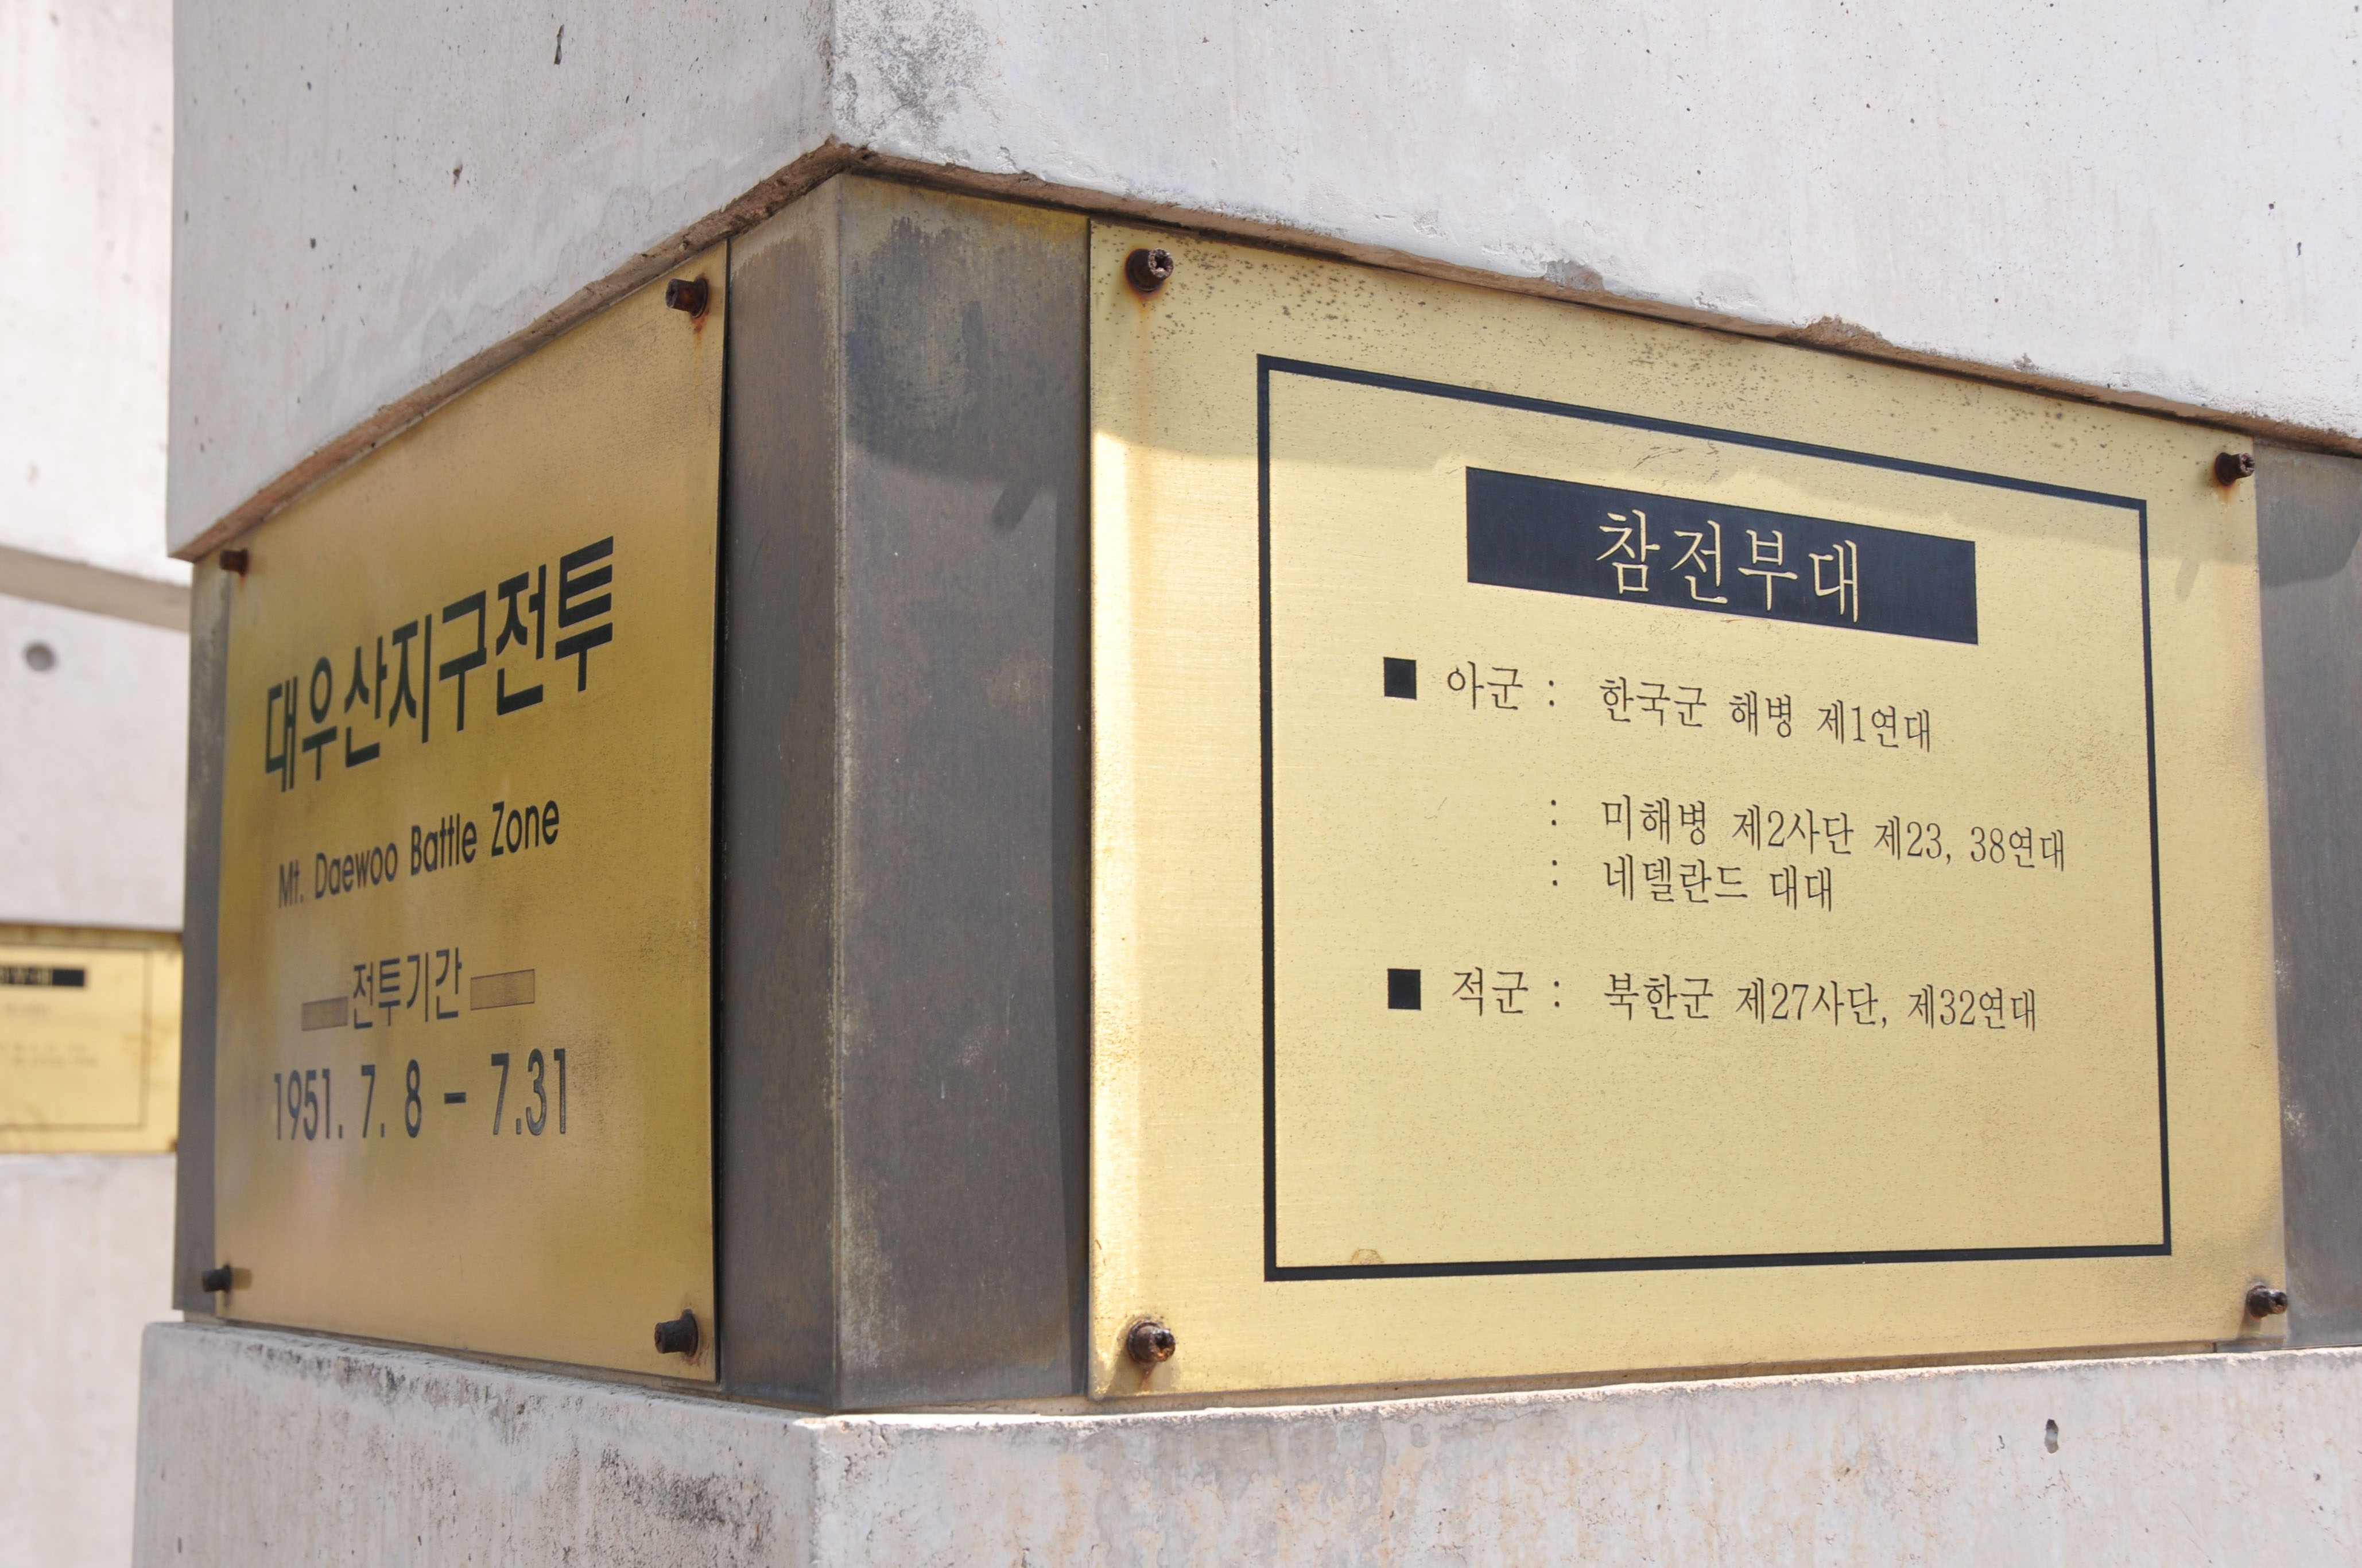 대우산지구전투
Mt. Daewoo Battle Zone
전투기간
1951. 7. 8 - 7.31
참전부대
■ 아군 : 한국군 해병 제1연대
: 미해병 제2사단 제23, 38연대
: 네델란드 대대
■ 적군 : 북한군 제27사단, 제32연대